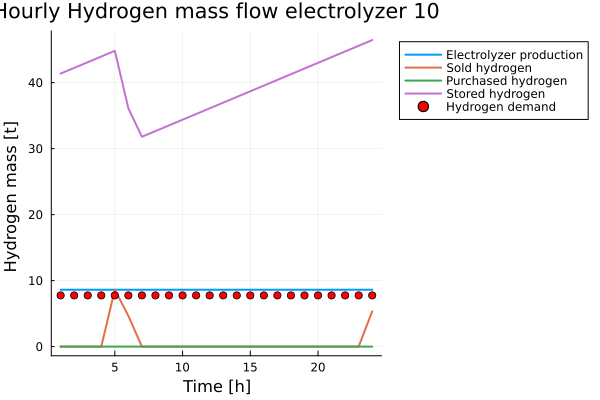 Hourly Hydrogen mass flow electrolyzer 10
Electrolyzer production
Sold hydrogen
Purchased hydrogen
Stored hydrogen
Hydrogen demand
Hydrogen mass [t]
40
30
20
10
0
5
10
15
20
Time [h]